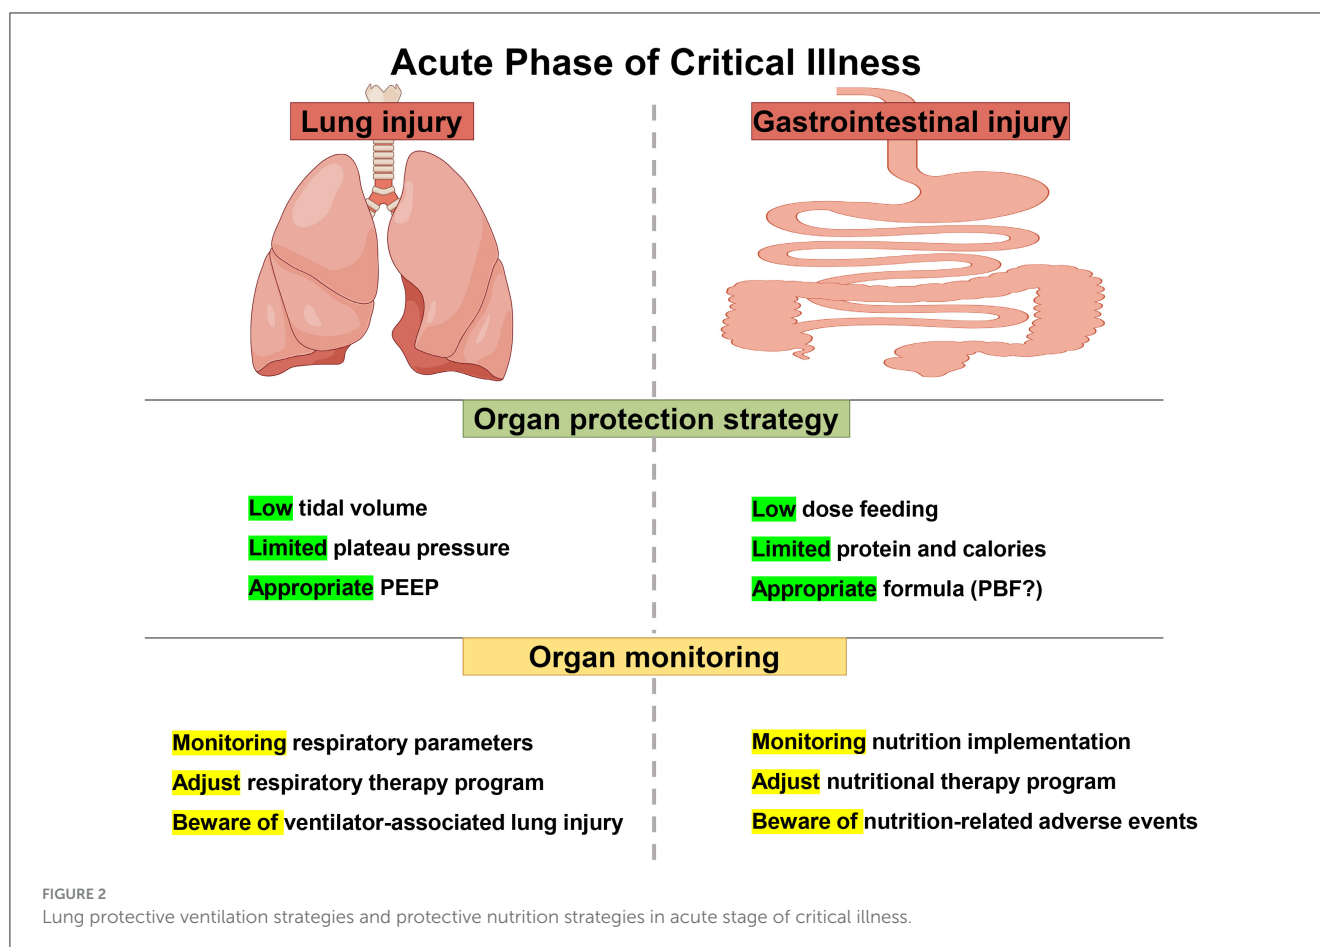 Acute Phase of Critical Illness
Lung injury
Gastrointestinal injury
Organ protection strategy
Low tidal volume
Limited plateau pressure
Appropriate PEEP
Low dose feeding
Limited protein and calories
Appropriate formula (PBF?)
Organ monitoring
Monitoring respiratory parameters
Adjust respiratory therapy program
Beware of ventilator-associated lung injury
Monitoring nutrition implementation
Adjust nutritional therapy program
Beware of nutrition-related adverse events
FIGURE 2
Lung protective ventilation strategies and protective nutrition strategies in acute stage of critical illness.